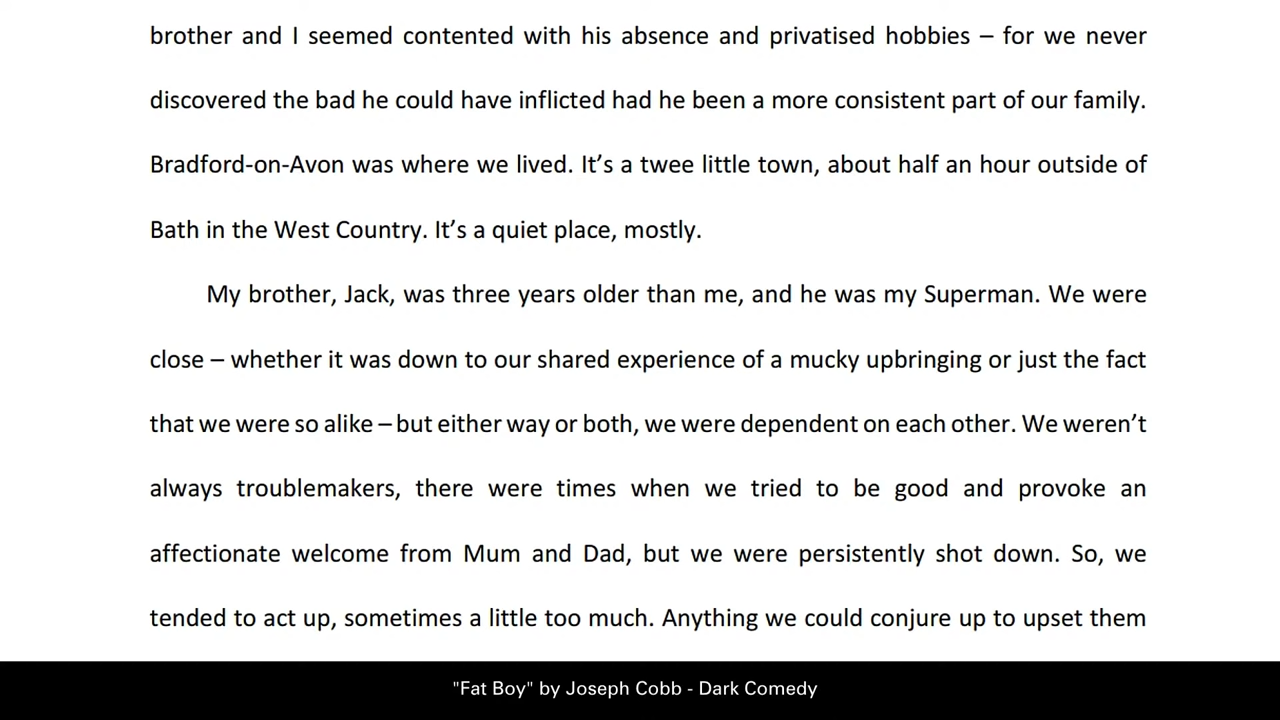 brother and I seemed contented with his absence and privatised hobbies – for we never
discovered the bad he could have inflicted had he been a more consistent part of our family.
Bradford-on-Avon was where we lived. It’s a twee little town, about half an hour outside of
Bath in the West Country. It’s a quiet place, mostly.
My brother, Jack, was three years older than me, and he was my Superman. We were
close – whether it was down to our shared experience of a mucky upbringing or just the fact
that we were so alike – but either way or both, we were dependent on each other. We weren’t
always troublemakers, there were times when we tried to be good and provoke an
affectionate welcome from Mum and Dad, but we were persistently shot down. So, we
tended to act up, sometimes a little too much. Anything we could conjure up to upset them
"Fat Boy" by Joseph Cobb - Dark Comedy